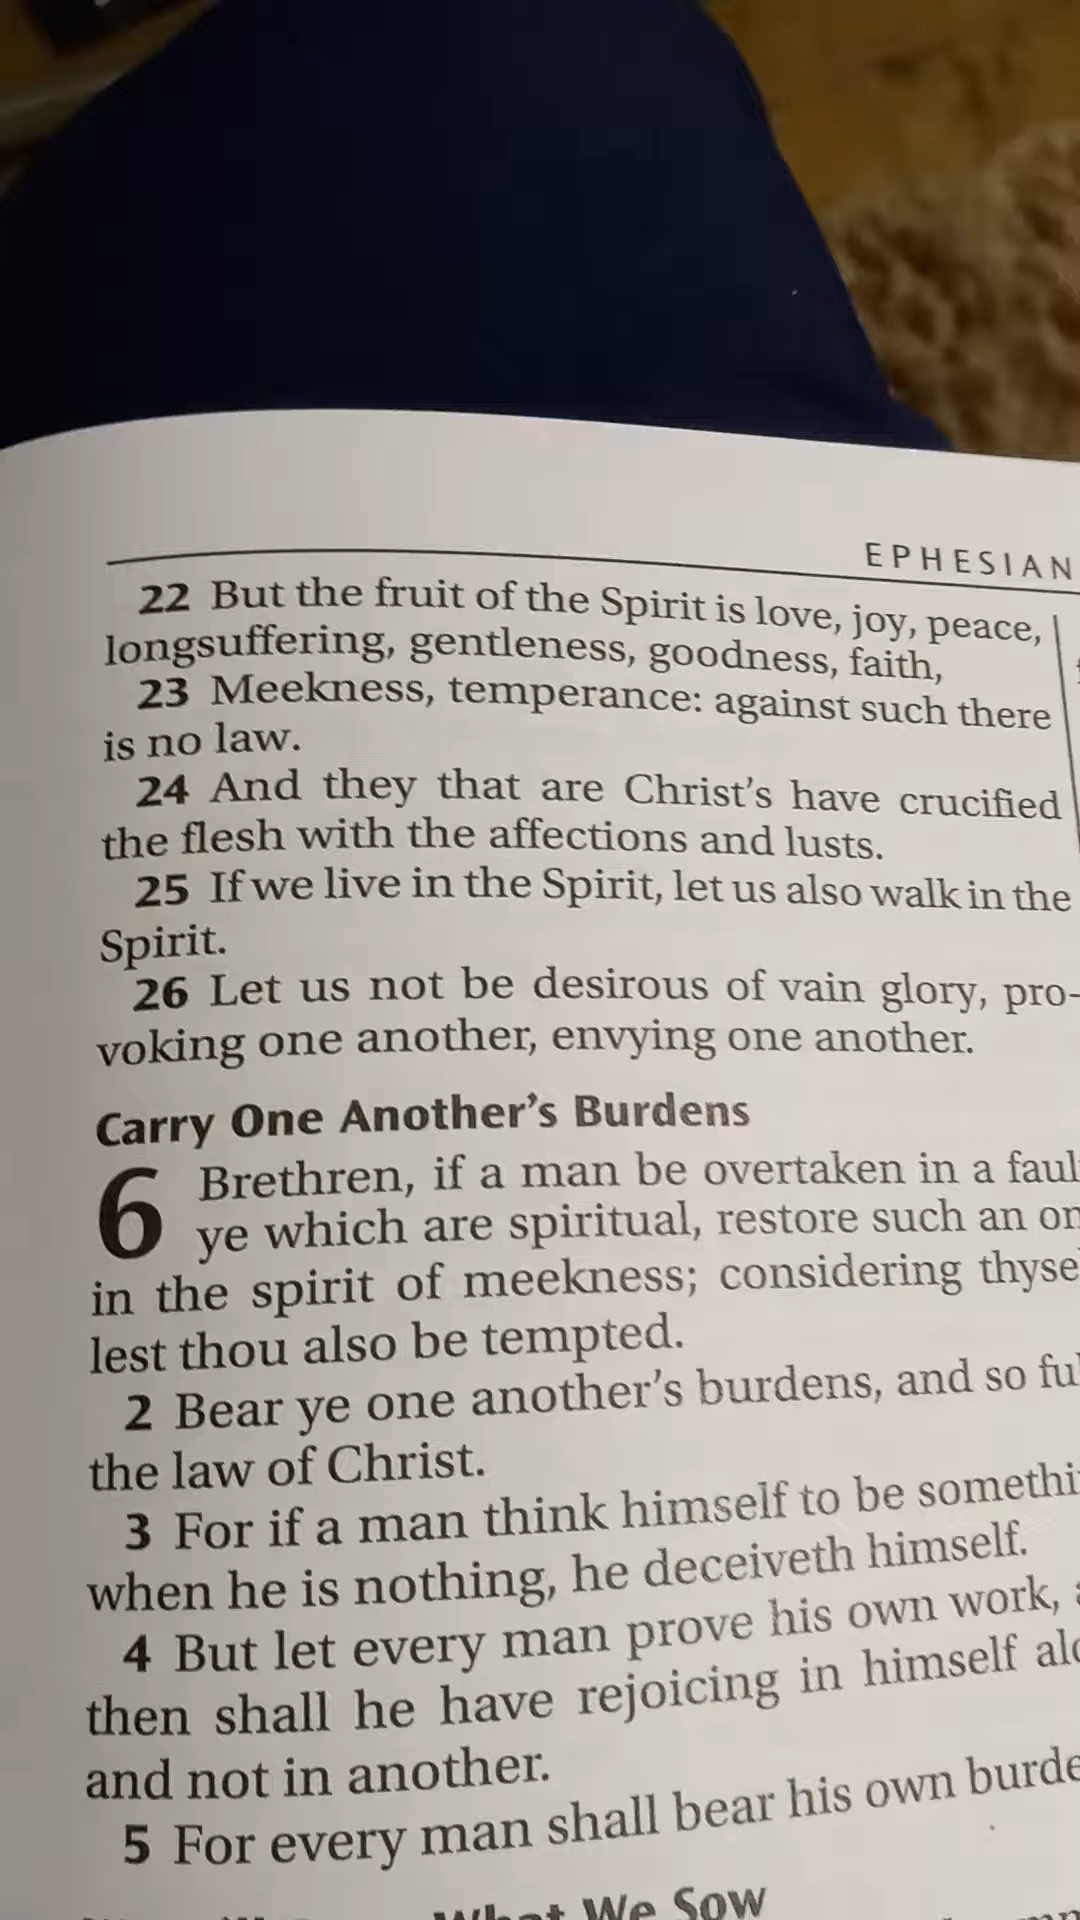 EPHESIAN
22 But the fruit of the Spirit is love, joy, peace,
longsuffering, gentleness, goodness, faith,
23 Meekness, temperance: against such there
is no law.
24 And they that are Christ's have crucified
the flesh with the affections and lusts.
25 If we live in the Spirit, let us also walk in the
Spirit.
26 Let us not be desirous of vain glory, pro-
voking one another, envying one another.
Carry One Another's Burdens
6 Brethren, if a man be overtaken in a faul
ye which are spiritual, restore such an on
in the spirit of meekness; considering thyse
lest thou also be tempted.
2 Bear ye one another's burdens, and so ful
the law of Christ.
3 For if a man think himself to be somethi
when he is nothing, he deceiveth himself.
4 But let every man prove his own work, a
then shall he have rejoicing in himself alo
and not in another.
5 For every man shall bear his own burde
What We Sow